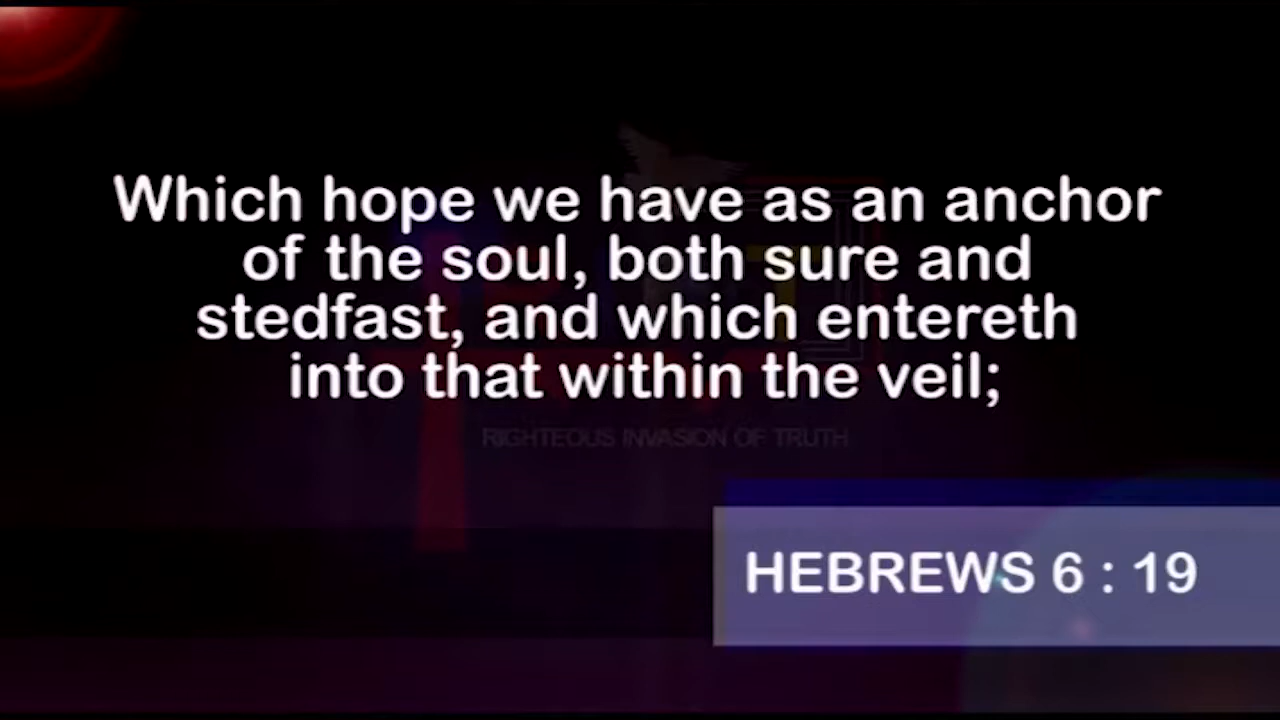 Which hope we have as an anchor
of the soul, both sure and
stedfast, and which entereth
into that within the veil;
RIGHTEOUS INVASION OF TRUTH
HEBREWS 6 : 19